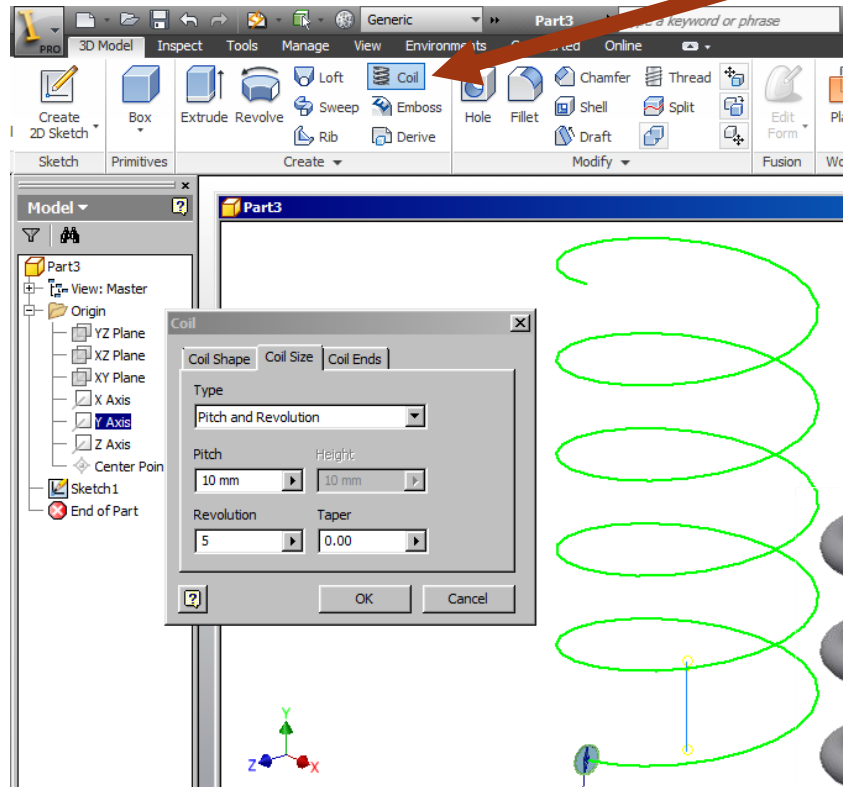 Generic
Part3
e a keyword or phrase
PRO
3D Model
Inspect
Tools
Manage
View
Environments
Online
Create
2D Sketch
Box
Extrude
Revolve
Loft
Sweep
Rib
Coil
Emboss
Derive
Hole
Fillet
Chamfer
Shell
Draft
Thread
Split
Edit
Form
Sketch
Primitives
Create
Modify
Fusion
Model
Part3
View: Master
Origin
YZ Plane
XZ Plane
XY Plane
X Axis
Y Axis
Z Axis
Center Poin
Sketch1
End of Part
Part3
Coil
Coil Shape
Coil Size
Coil Ends
Type
Pitch and Revolution
Pitch
Height
10 mm
10 mm
Revolution
Taper
5
0.00
OK
Cancel
Y
Z
X